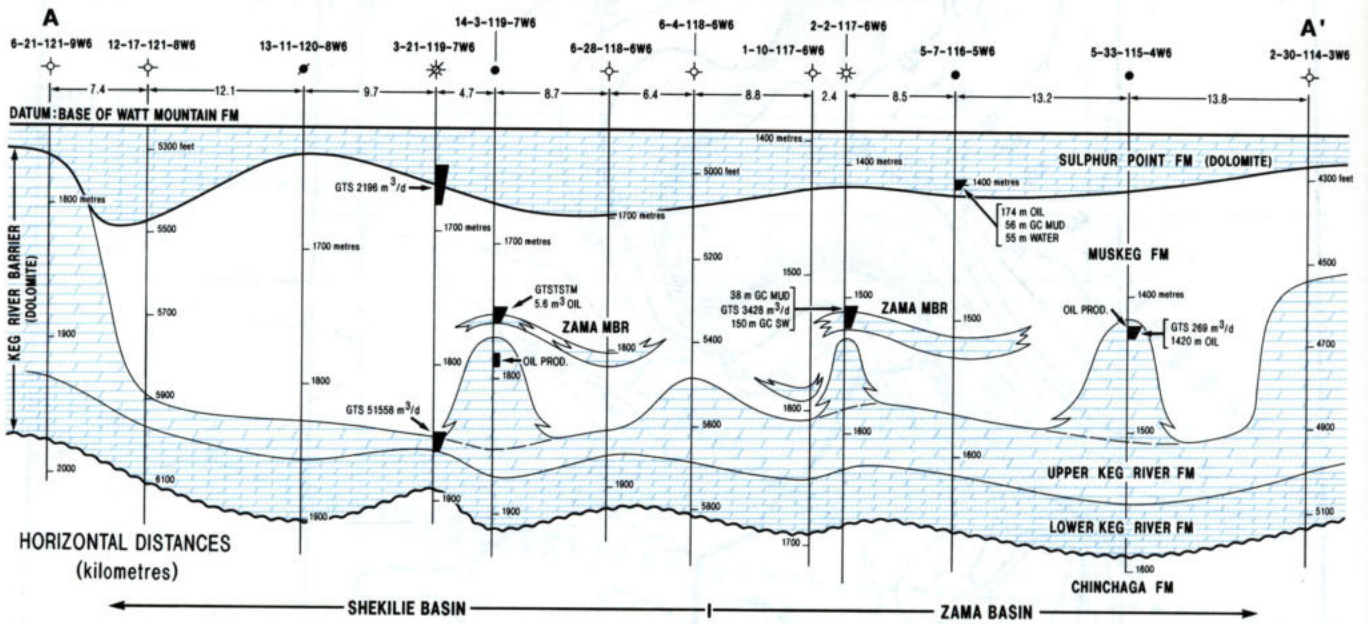 A
A'
14-3-119-7W6
6-4-118-6W6
2-2-117-6W6
6-21-121-9W6
12-17-121-8W6
13-11-120-8W6
3-21-119-7W6
6-28-118-6W6
1-10-117-6W6
5-7-116-5W6
5-33-115-4W6
2-30-114-3W6
7.4
12.1
9.7
4.7
8.7
6.4
8.8
2.4
8.5
13.2
13.8
DATUM: BASE OF WATT MOUNTAIN FM
1400 metres
5300 feet
SULPHUR POINT FM (DOLOMITE)
1400 metres
5000 feet
1400 metres
4300 feet
GTS 2196 m³/d
1800 metres
174 m OIL
56 m GC MUD
55 m WATER
1700 metres
5500
1700 metres
1700 metres
1700 metres
MUSKEG FM
KEG RIVER BARRIER
(DOLOMITE)
5200
4500
1500
GTSTSTM
5.6 m³ OIL
38 m GC MUD
GTS 3428 m³/d
150 m GC SW
1500
1400 metres
5700
ZAMA MBR
ZAMA MBR
OIL PROD.
1500
GTS 269 m³/d
1420 m OIL
1900
5400
4700
1800
OIL PROD.
1800
1800
1800
5900
GTS 51558 m³/d
1600
5600
1600
1500
4900
2000
6100
1900
1900
1600
UPPER KEG RIVER FM
1900
1900
5800
LOWER KEG RIVER FM
5100
1700
HORIZONTAL DISTANCES
(kilometres)
1600
CHINCHAGA FM
SHEKILIE BASIN
ZAMA BASIN